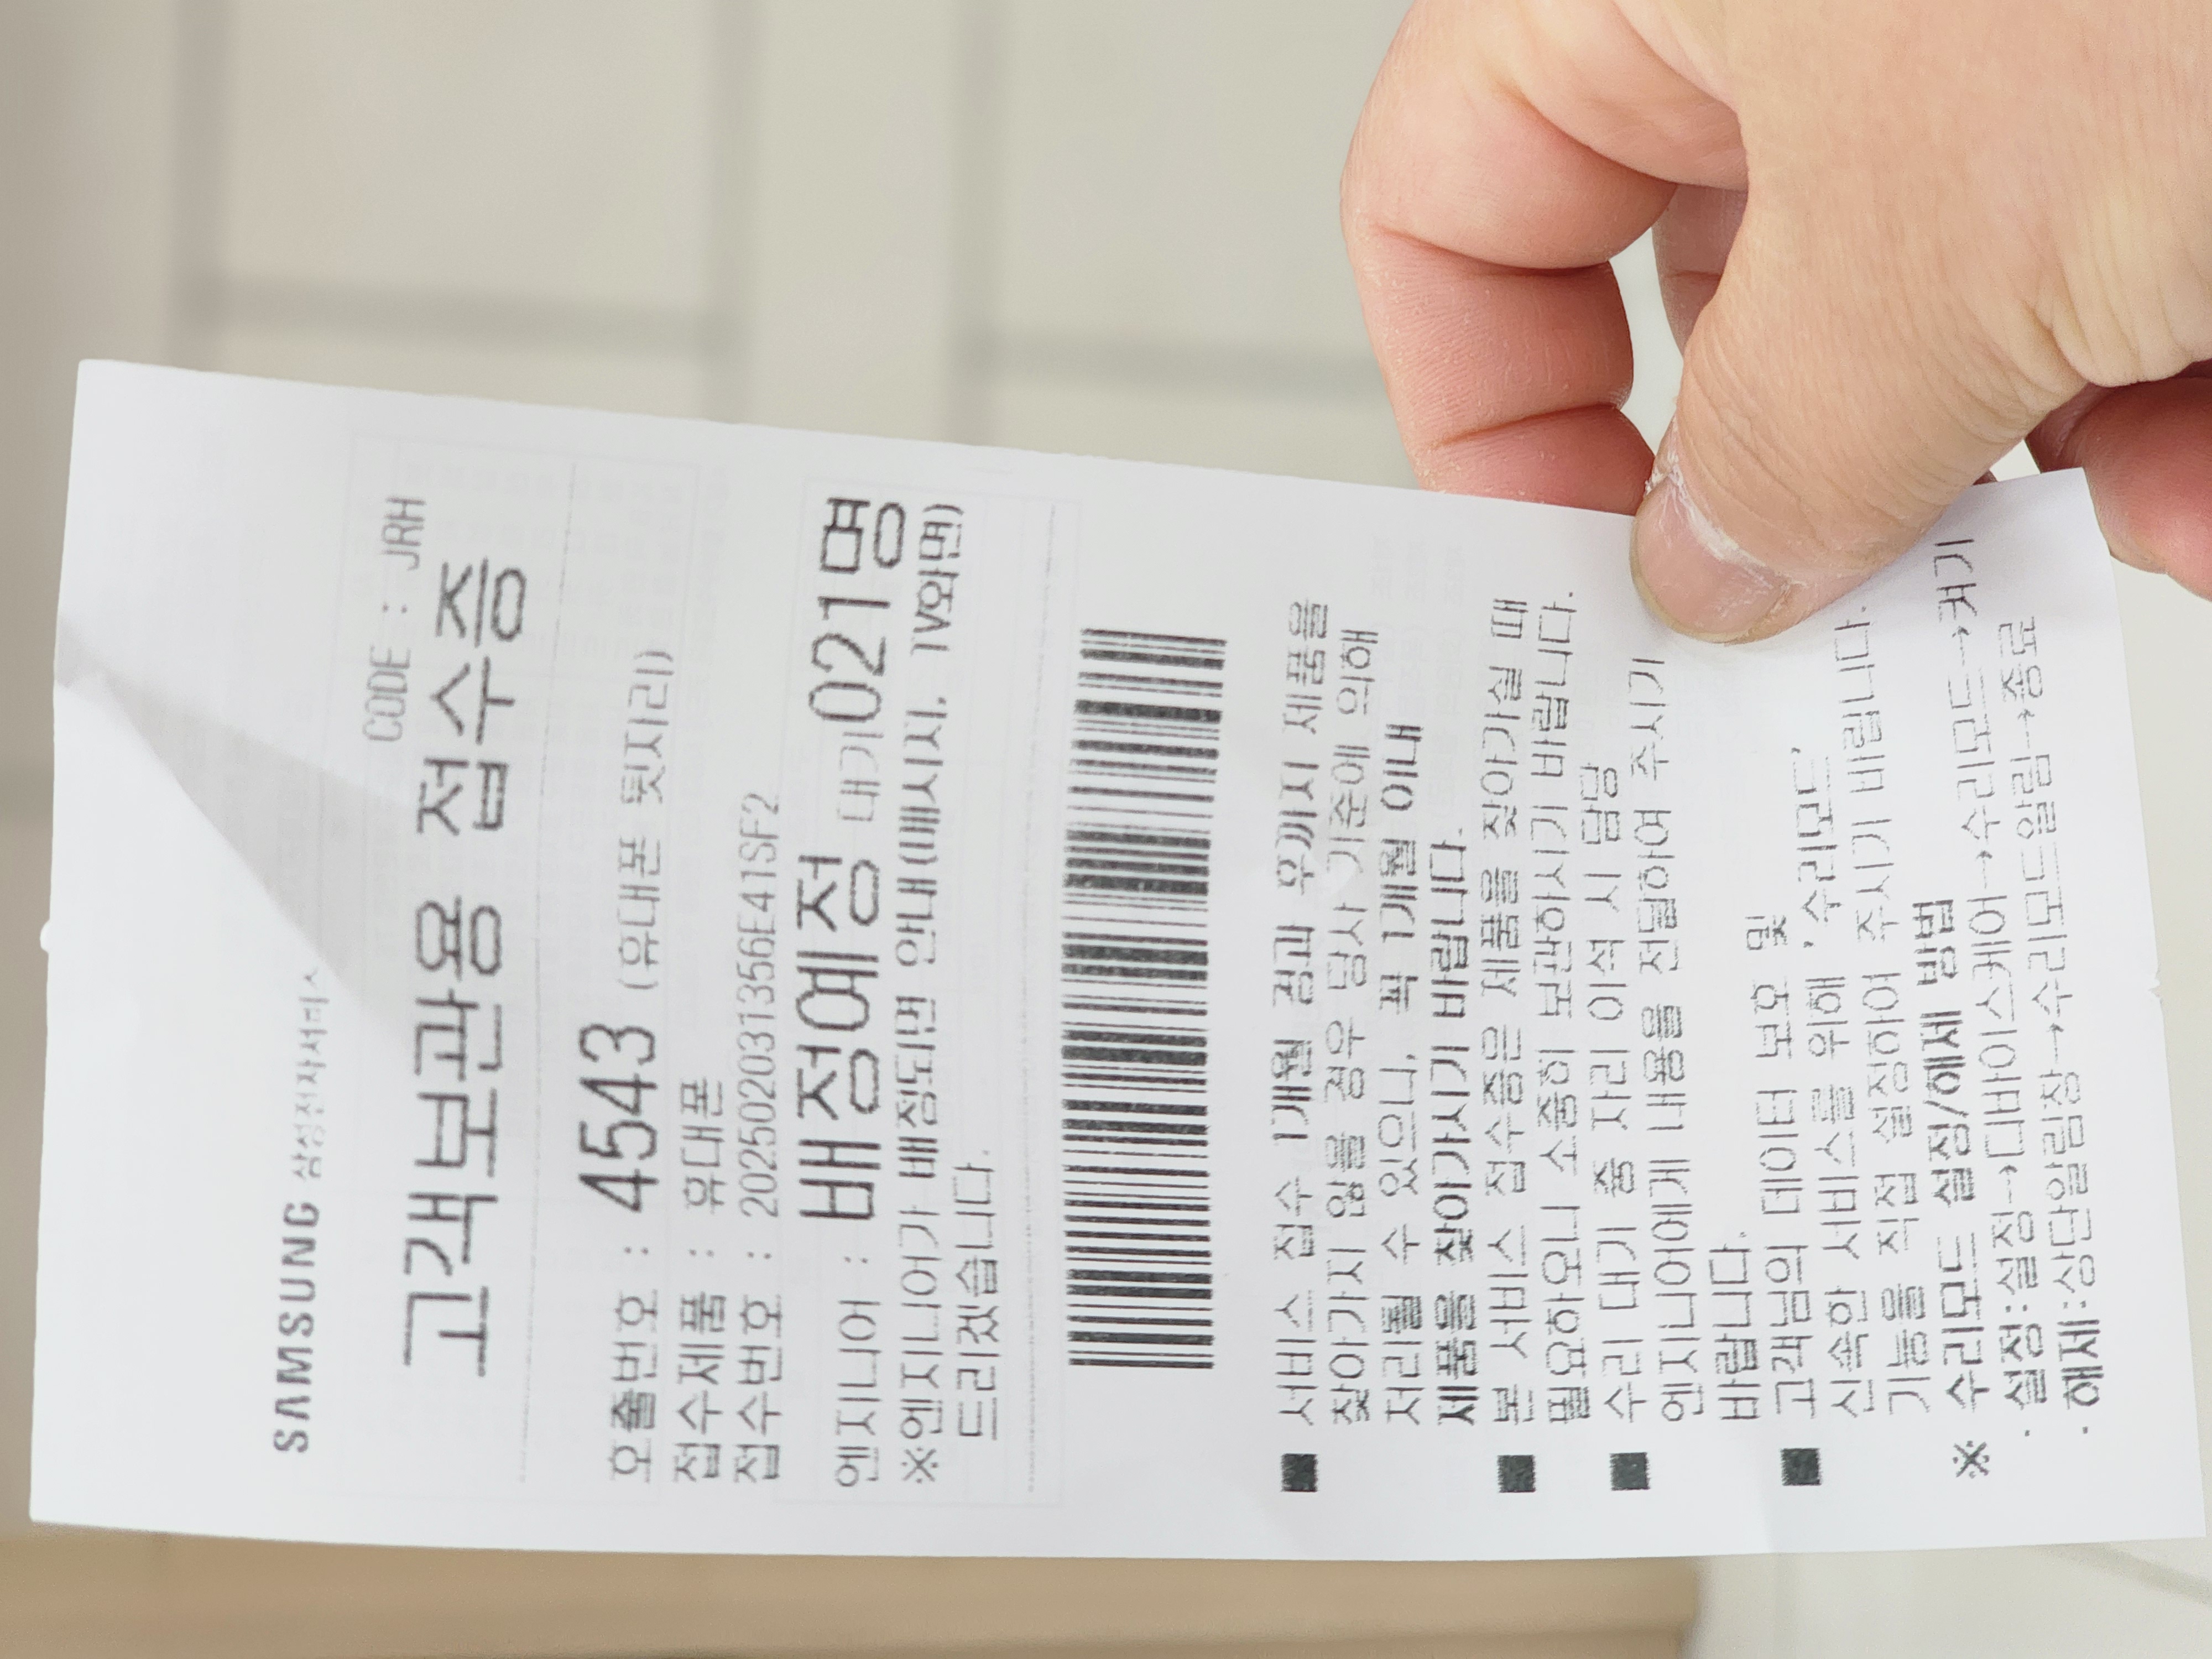 SAMSUNG 삼성전자서비스
CODE : JRH
고객보관용 접수증
호출번호 : 4543 (휴대폰 뒷자리)
접수제품 : 휴대폰
접수번호 : 20250203T356E41SF2
엔지니어 : 배정예정 대기021명
※엔지니어가 배정되면 안내(메시지, TV화면)
드리겠습니다.
■ 서비스 접수 1개월 경과 후까지 제품을
찾아가지 않을 경우 당사 기준에 의해
처리될 수 있으니, 꼭 1개월 이내
제품을 찾아가시기 바랍니다.
■ 본 서비스 접수증은 제품을 찾아가실 때
필요하오니 소중히 보관하시기 바랍니다.
■ 수리 대기 중 자리 이석 시 담당
엔지니어에게 내용을 전달하여 주시기
바랍니다.
■ 고객님의 데이터 보호 및
신속한 서비스를 위해 '수리모드'
기능을 직접 설정하여 주시기 바랍니다.
※ 수리모드 설정/해제 방법
· 설정:설정→디바이스케어→수리모드→켜기
· 해제:상단알림창→수리모드알림→종료